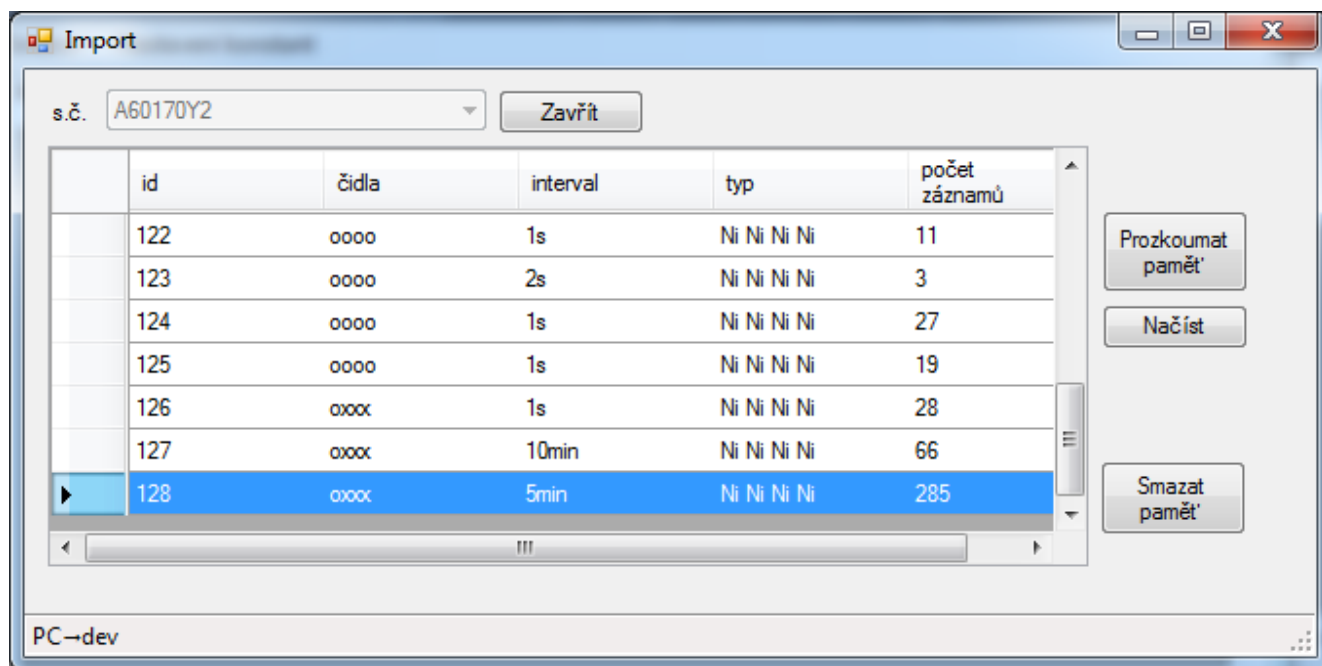 Import
s.č. A60170Y2 Zavřít
id čidla interval typ počet záznamů
122 oooo 1s Ni Ni Ni Ni 11
123 oooo 2s Ni Ni Ni Ni 3
124 oooo 1s Ni Ni Ni Ni 27
125 oooo 1s Ni Ni Ni Ni 19
126 oxxx 1s Ni Ni Ni Ni 28
127 oxxx 10min Ni Ni Ni Ni 66
128 oxxx 5min Ni Ni Ni Ni 285
Prozkoumat
paměť
Načíst
Smazat
paměť
PC→dev